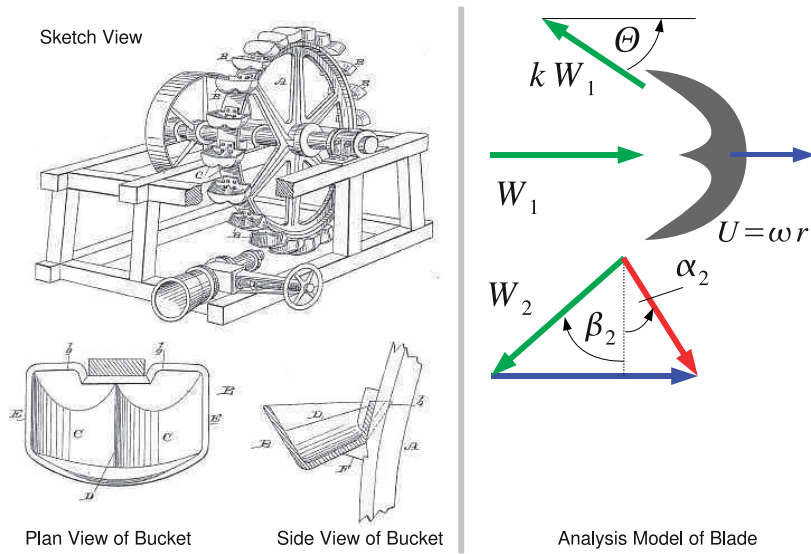 Sketch View
A
B
B
B
B
C
B
b
b
B
E
E
C
C
D
Plan View of Bucket
D
b
B
A
F
Side View of Bucket
Θ
k W₁
W₁
U = ω r
W₂
α₂
β₂
Analysis Model of Blade